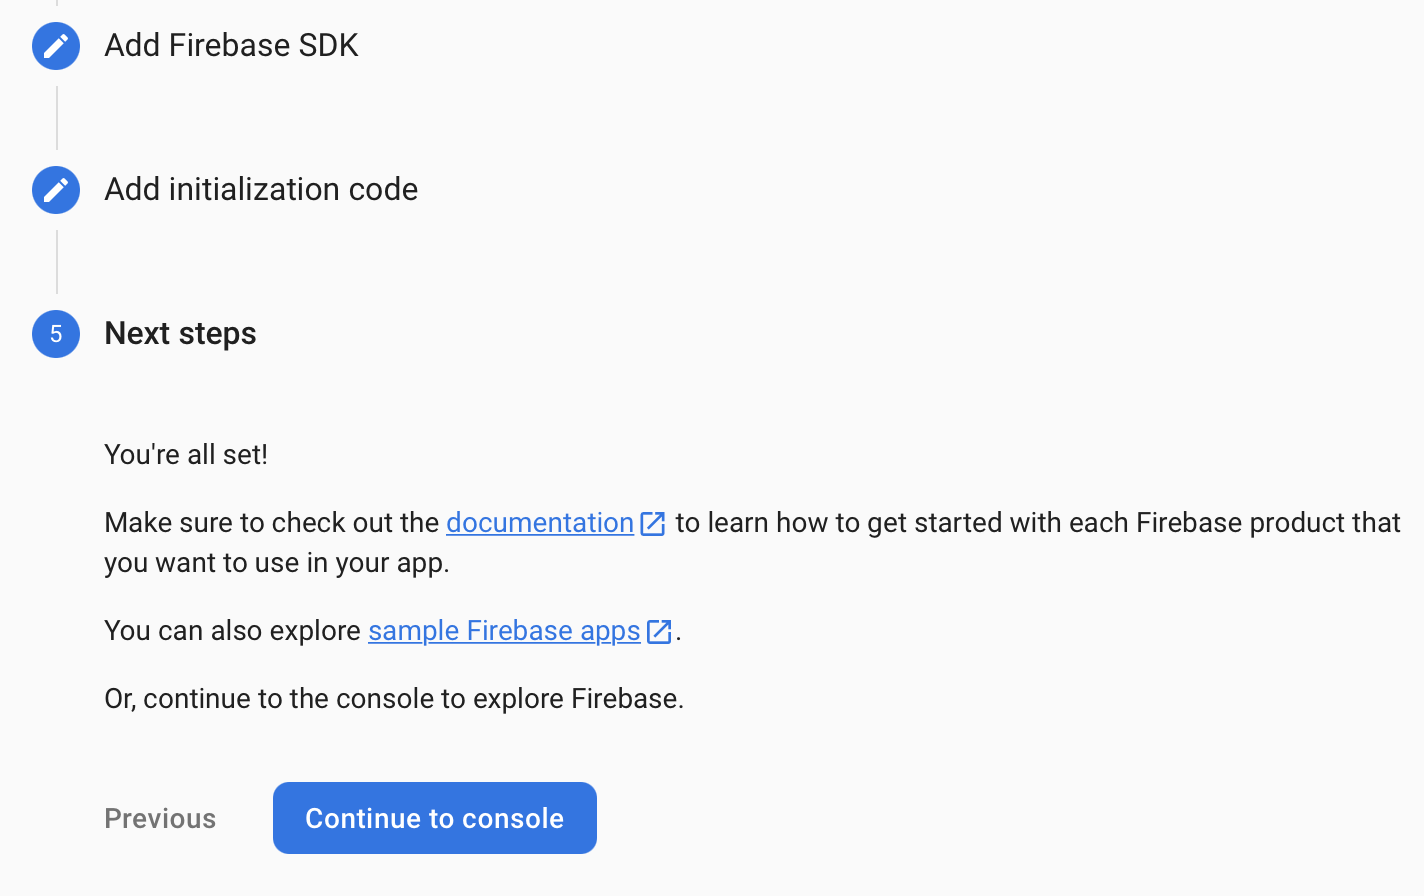 Add Firebase SDK
Add initialization code
5
Next steps
You're all set!
Make sure to check out the documentation to learn how to get started with each Firebase product that
you want to use in your app.
You can also explore sample Firebase apps.
Or, continue to the console to explore Firebase.
Previous
Continue to console